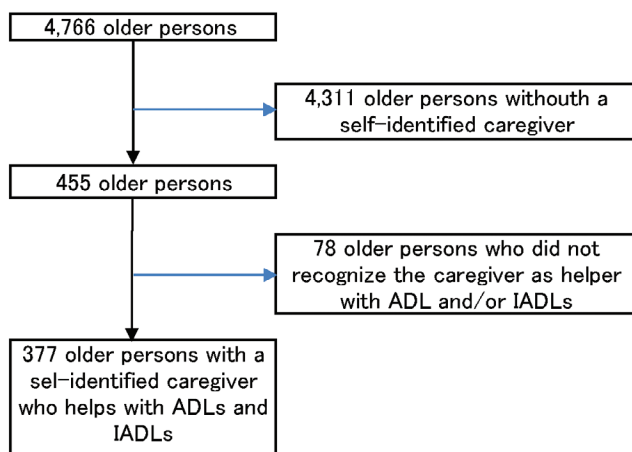 4,766 older persons
4,311 older persons withouth a
self-identified caregiver
455 older persons
78 older persons who did not
recognize the caregiver as helper
with ADL and/or IADLs
377 older persons with a
sel-identified caregiver
who helps with ADLs and
IADLs